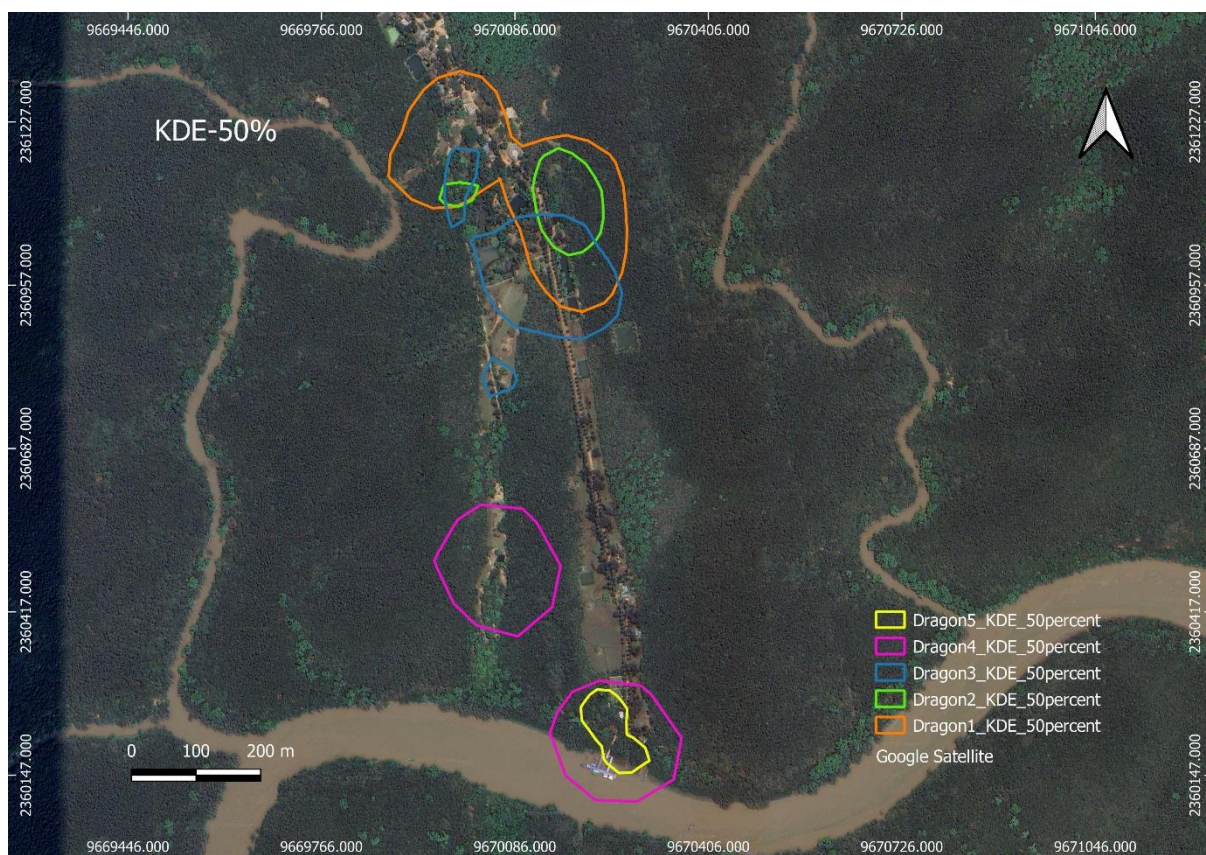 9669446.000 9669766.000 9670086.000 9670406.000 9670726.000 9671046.000
2361227.000 2361227.000
KDE-50%
2360957.000 2360957.000
2360687.000 2360687.000
2360417.000 2360417.000
Dragon5_KDE_50percent
Dragon4_KDE_50percent
Dragon3_KDE_50percent
Dragon2_KDE_50percent
Dragon1_KDE_50percent
Google Satellite
0 100 200 m
2360147.000 2360147.000
9669446.000 9669766.000 9670086.000 9670406.000 9670726.000 9671046.000